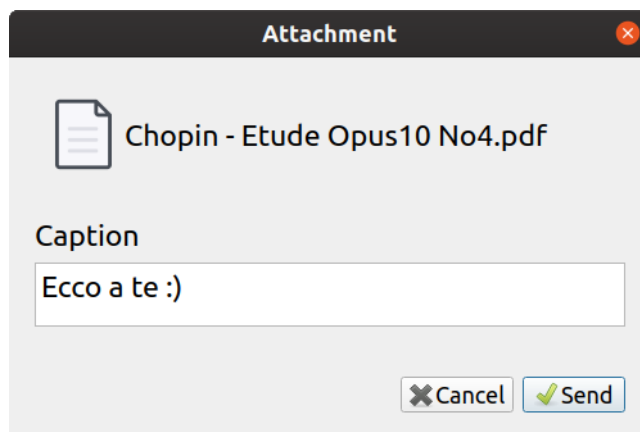 Attachment
Chopin - Etude Opus10 No4.pdf
Caption
Ecco a te :)
Cancel Send